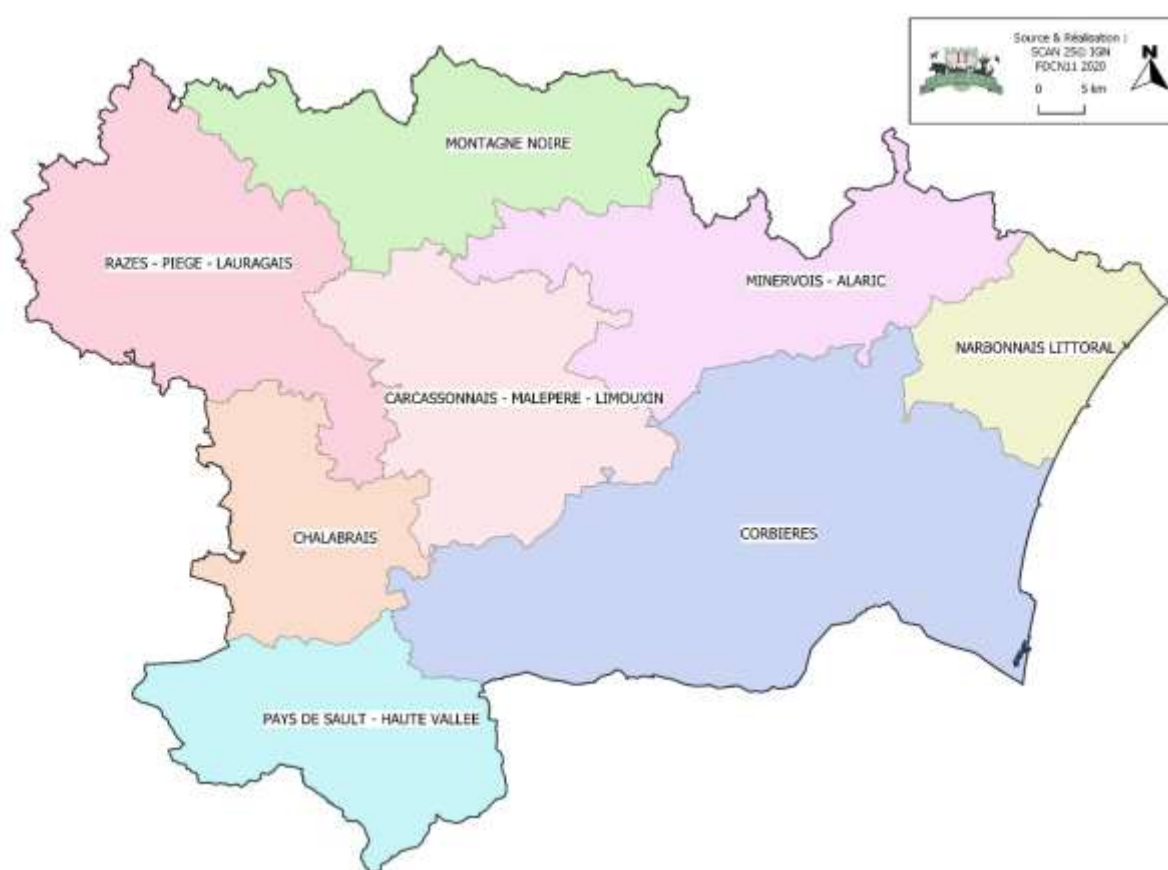 Source & Réalisation :
SCAN 25© IGN
FDCN11 2020
N
0 5 km
MONTAGNE NOIRE
RAZES - PIEGE - LAURAGAIS
MINERVOIS - ALARIC
NARBONNAIS LITTORAL
CARCASSONNAIS - MALEPERE - LIMOUXIN
CHALABRAIS
CORBIERES
PAYS DE SAULT - HAUTE VALLEE